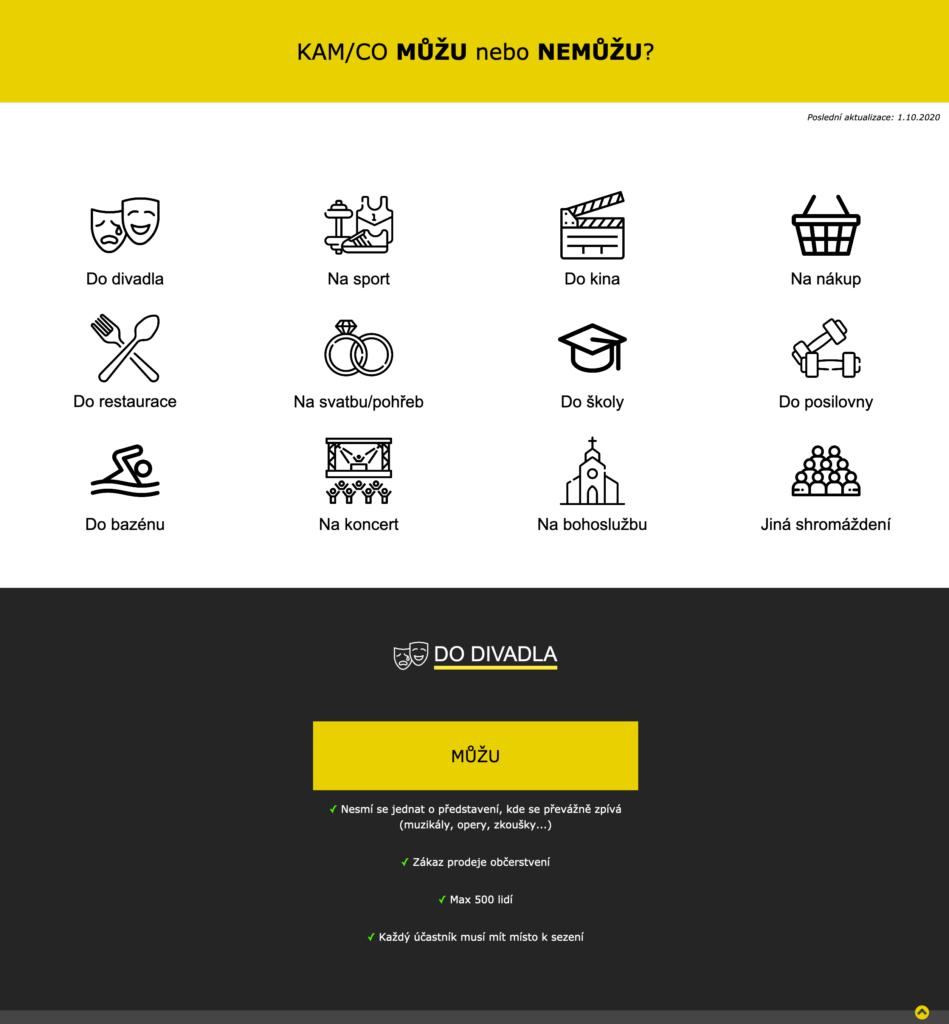 KAM/CO MŮŽU nebo NEMŮŽU?
Poslední aktualizace: 1.10.2020
Do divadla
Na sport
Do kina
Na nákup
1
Do restaurace
Na svatbu/pohřeb
Do školy
Do posilovny
Do bazénu
Na koncert
Na bohoslužbu
Jiná shromáždení
DO DIVADLA
MŮŽU
✓ Nesmí se jednat o představení, kde se převážně zpívá
(muzikály, opery, zkoušky...)
✓ Zákaz prodeje občerstvení
✓ Max 500 lidí
✓ Každý účastník musí mít místo k sezení